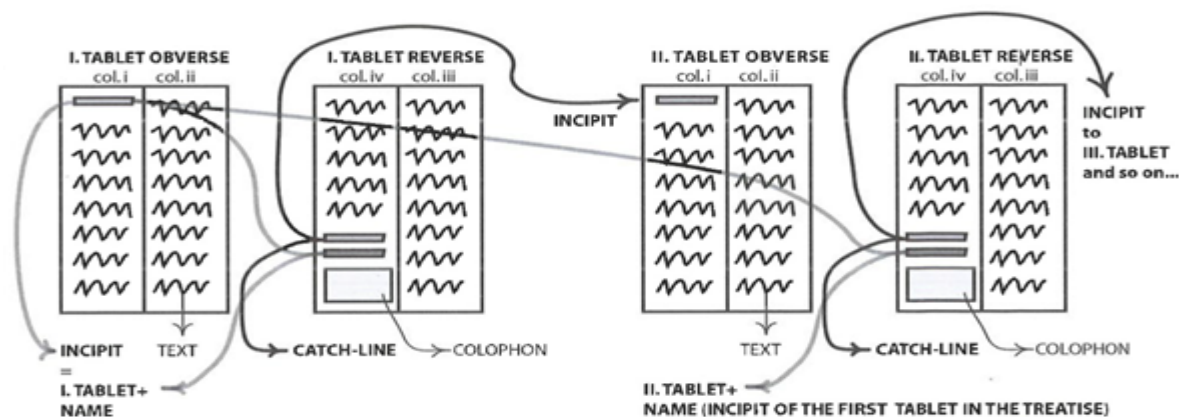 I. TABLET OBVERSE
col. i col. ii
I. TABLET REVERSE
col. iv col. iii
II. TABLET OBVERSE
col. i col. ii
II. TABLET REVERSE
col. iv col. iii
INCIPIT
INCIPIT
to
III. TABLET
and so on...
INCIPIT
=
I. TABLET+
NAME
TEXT
CATCH-LINE
COLOPHON
TEXT
CATCH-LINE
COLOPHON
II. TABLET+
NAME (INCIPIT OF THE FIRST TABLET IN THE TREATISE)